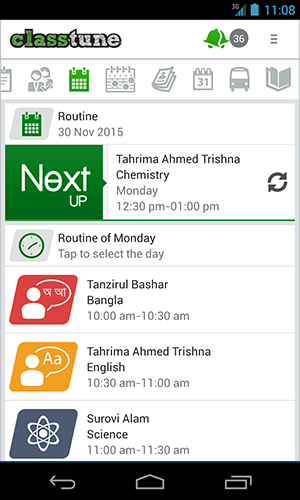 3G 11:08
classtune
36
31
Routine
30 Nov 2015
Next
UP
Tahrima Ahmed Trishna
Chemistry
Monday
12:30 pm-01:00 pm
Routine of Monday
Tap to select the day
অ আ
Tanzirul Bashar
Bangla
10:00 am-10:30 am
Aa
Tahrima Ahmed Trishna
English
10:30 am-11:00 am
Surovi Alam
Science
11:00 am-11:30 am